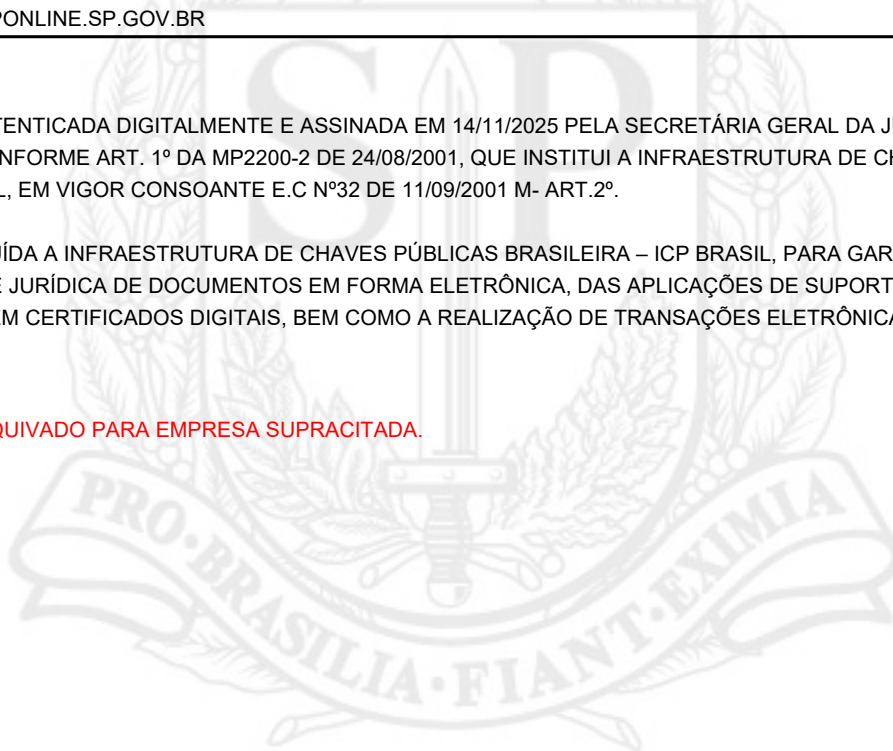 PONLINE.SP.GOV.BR
TENTICADA DIGITALMENTE E ASSINADA EM 14/11/2025 PELA SECRETÁRIA GERAL DA J
NFORME ART. 1º DA MP2200-2 DE 24/08/2001, QUE INSTITUI A INFRAESTRUTURA DE C
L, EM VIGOR CONSOANTE E.C Nº32 DE 11/09/2001 M- ART.2º.
ÍDA A INFRAESTRUTURA DE CHAVES PÚBLICAS BRASILEIRA – ICP BRASIL, PARA GAR
E JURÍDICA DE DOCUMENTOS EM FORMA ELETRÔNICA, DAS APLICAÇÕES DE SUPORT
EM CERTIFICADOS DIGITAIS, BEM COMO A REALIZAÇÃO DE TRANSAÇÕES ELETRÔNICA
QUIVADO PARA EMPRESA SUPRACITADA.
SP
PRO·BRASILIA·FIANT·EXIMIA